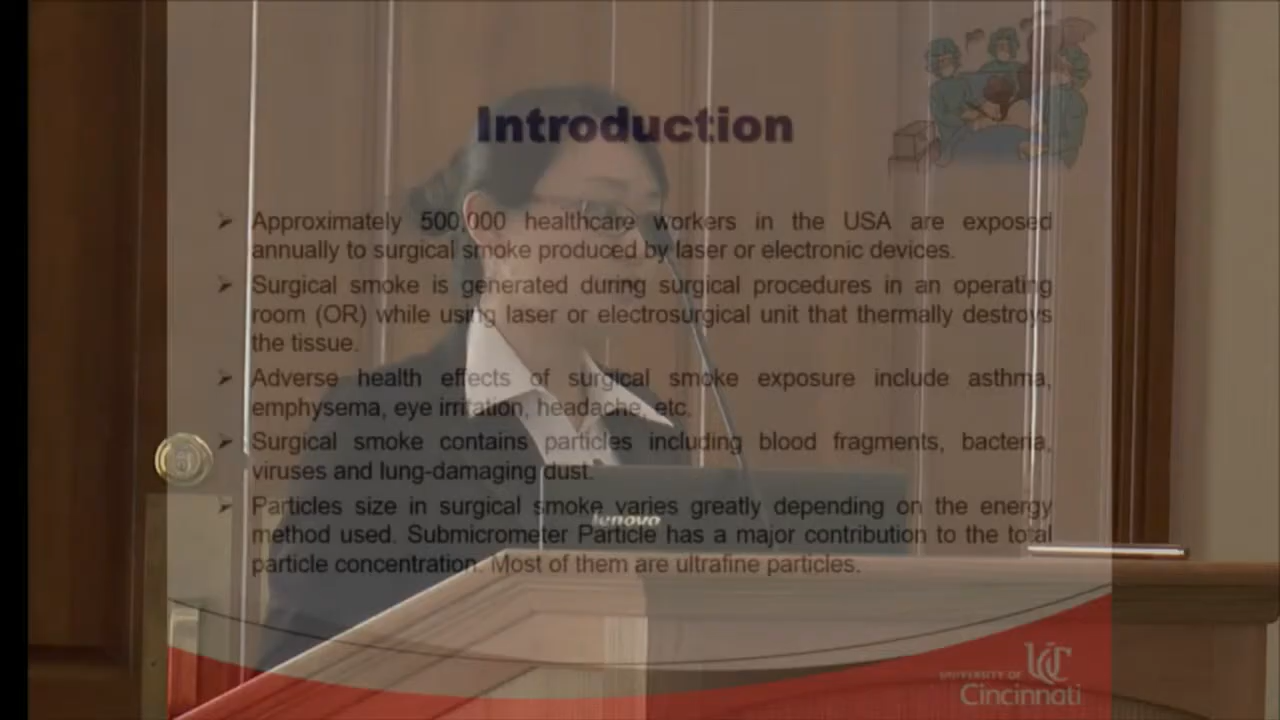 Introduction
Approximately 500,000 healthcare workers in the USA are exposed
annually to surgical smoke produced by laser or electronic devices.
Surgical smoke is generated during surgical procedures in an operating
room (OR) while using laser or electrosurgical unit that thermally destroys
the tissue.
Adverse health effects of surgical smoke exposure include asthma,
emphysema, eye irritation, headache, etc.
Surgical smoke contains particles including blood fragments, bacteria,
viruses and lung-damaging dust.
Particles size in surgical smoke varies greatly depending on the energy
method used. Submicrometer Particle has a major contribution to the total
particle concentration. Most of them are ultrafine particles.
lenovo
UC
UNIVERSITY OF
Cincinnati